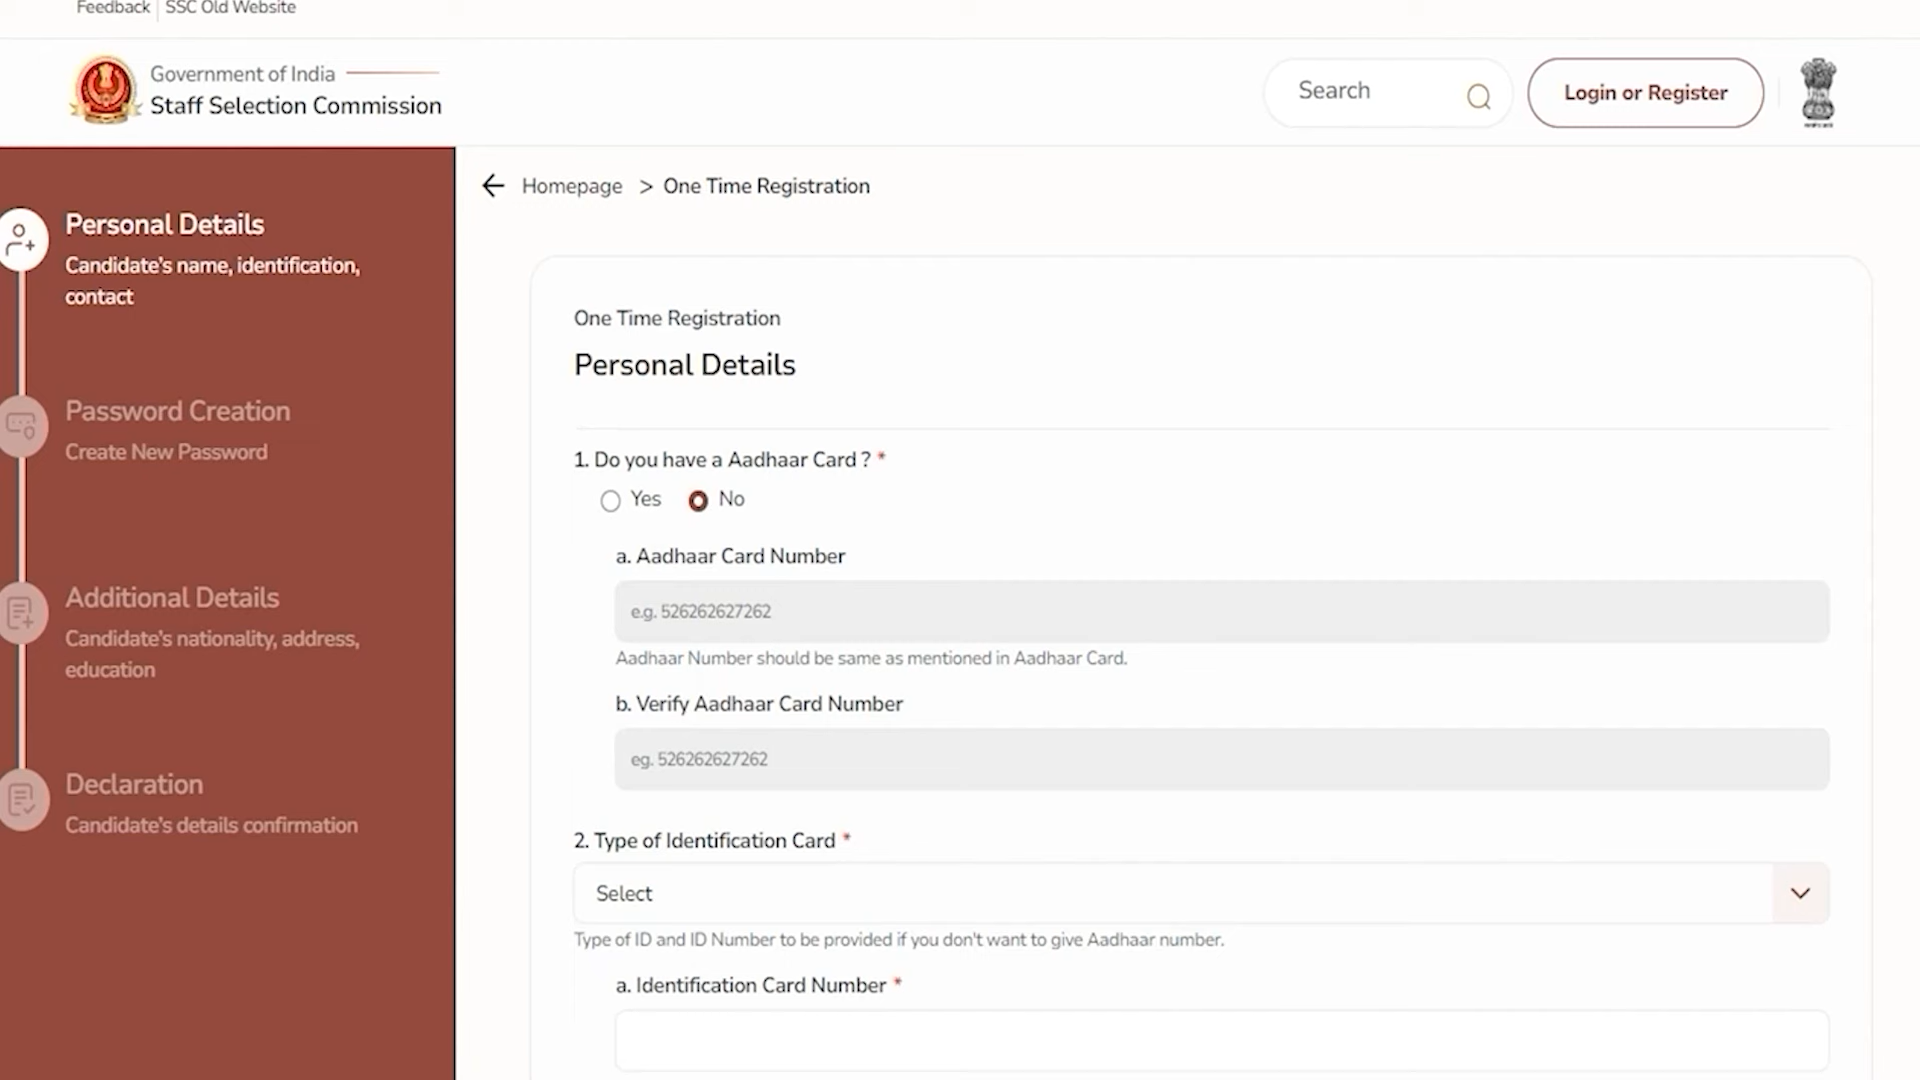 Feedback SSC Old Website
Government of India
Staff Selection Commission
Search
Login or Register
Homepage > One Time Registration
Personal Details
Candidate's name, identification,
contact
Password Creation
Create New Password
Additional Details
Candidate's nationality, address,
education
Declaration
Candidate's details confirmation
One Time Registration
Personal Details
1. Do you have a Aadhaar Card ? *
Yes No
a. Aadhaar Card Number
e.g. 526262627262
Aadhaar Number should be same as mentioned in Aadhaar Card.
b. Verify Aadhaar Card Number
eg. 526262627262
2. Type of Identification Card *
Select
Type of ID and ID Number to be provided if you don't want to give Aadhaar number.
a. Identification Card Number *